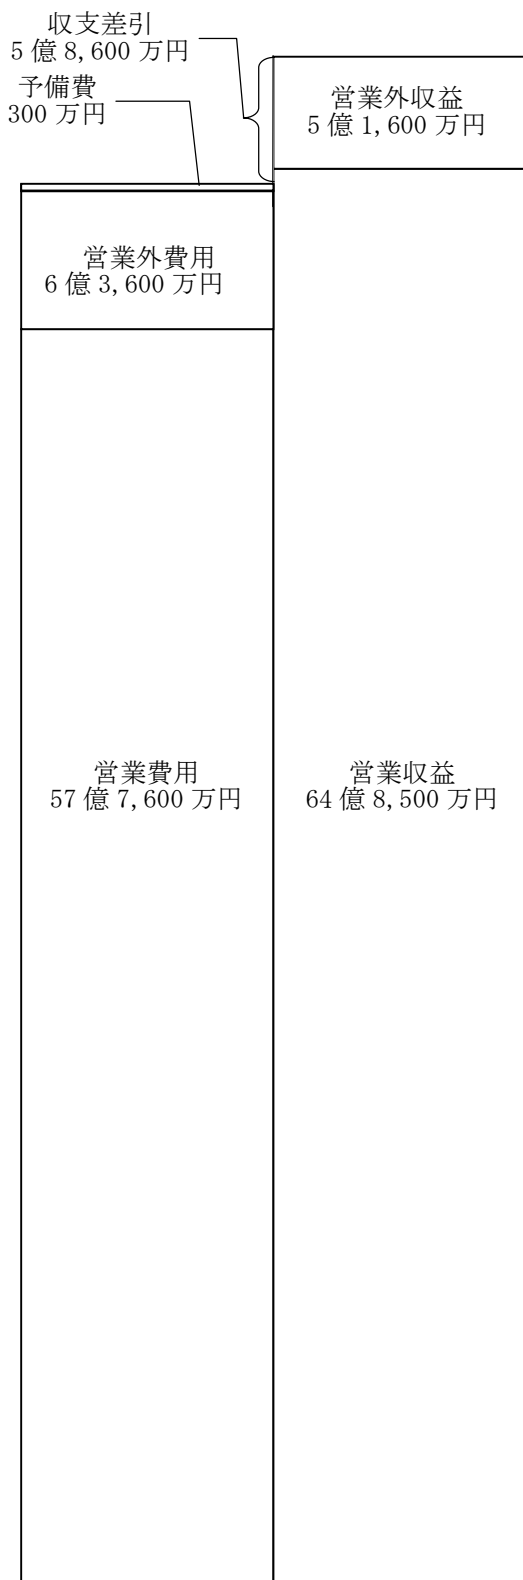 収支差引
5億8,600万円
予備費
300万円
営業外収益
5億1,600万円
営業外費用
6億3,600万円
営業費用
57億7,600万円
営業収益
64億8,500万円